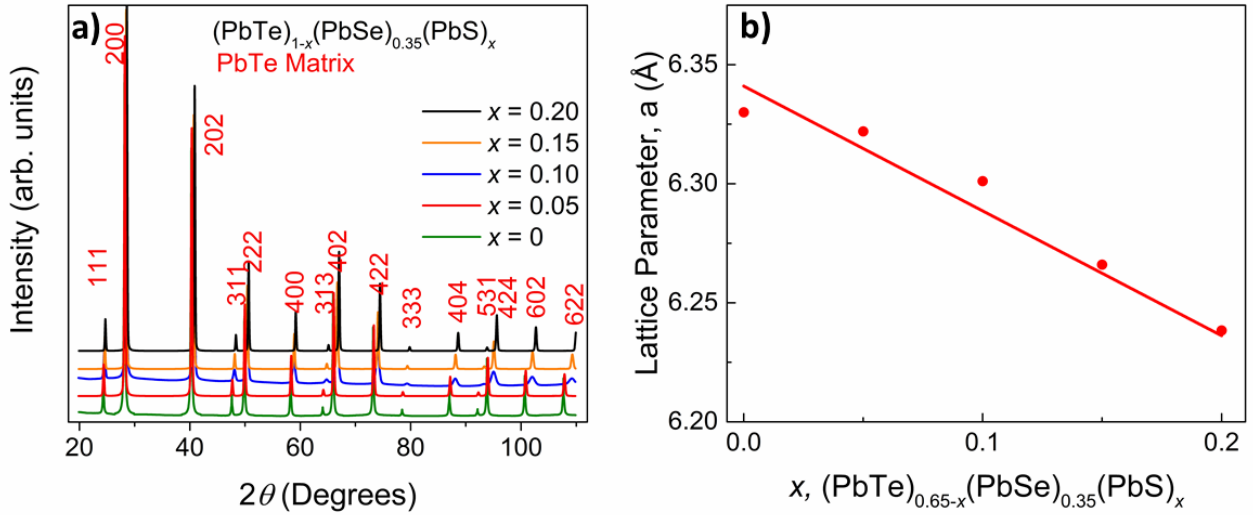 a)
(PbTe)1-x(PbSe)0.35(PbS)x
PbTe Matrix
x = 0.20
x = 0.15
x = 0.10
x = 0.05
x = 0
111
200
202
311
222
400
313
402
422
333
404
531
424
602
622
Intensity (arb. units)
20 40 60 80 100
2θ (Degrees)
b)
6.35
6.30
6.25
6.20
Lattice Parameter, a (Å)
0.0 0.1 0.2
x, (PbTe)0.65-x(PbSe)0.35(PbS)x